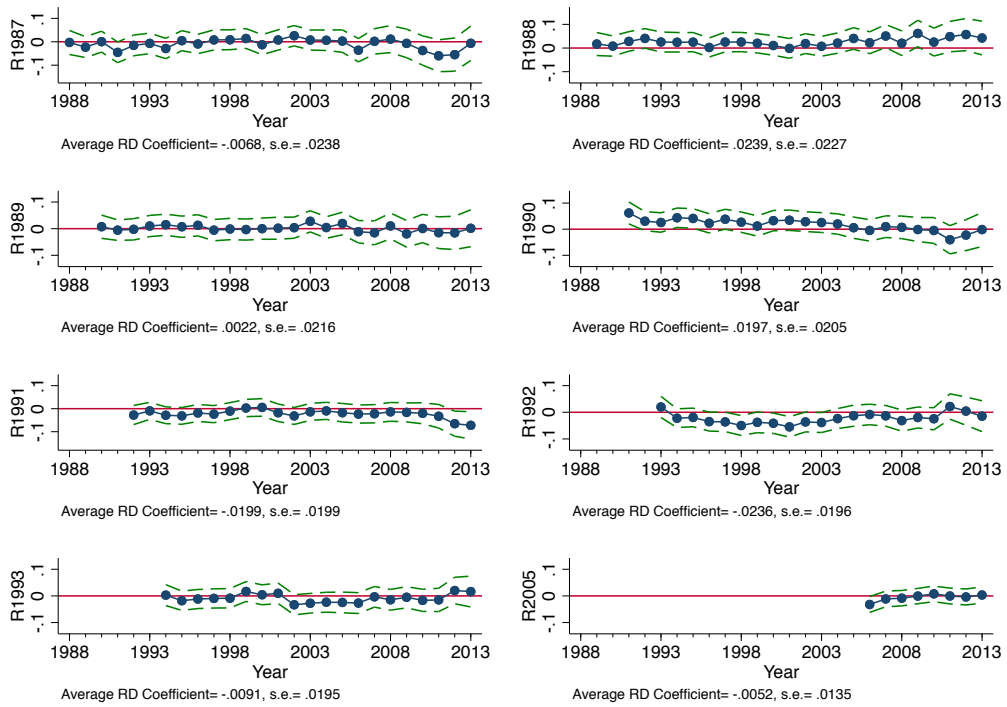 R1987
.1
0
-.1
1988 1993 1998 2003 2008 2013
Year
Average RD Coefficient= -.0068, s.e.= .0238
R1988
.1
0
-.1
1988 1993 1998 2003 2008 2013
Year
Average RD Coefficient= .0239, s.e.= .0227
R1989
.1
0
-.1
1988 1993 1998 2003 2008 2013
Year
Average RD Coefficient= .0022, s.e.= .0216
R1990
.1
0
-.1
1988 1993 1998 2003 2008 2013
Year
Average RD Coefficient= .0197, s.e.= .0205
R1991
.1
0
-.1
1988 1993 1998 2003 2008 2013
Year
Average RD Coefficient= -.0199, s.e.= .0199
R1992
.1
0
-.1
1988 1993 1998 2003 2008 2013
Year
Average RD Coefficient= -.0236, s.e.= .0196
R1993
.1
0
-.1
1988 1993 1998 2003 2008 2013
Year
Average RD Coefficient= -.0091, s.e.= .0195
R2005
.1
0
-.1
1988 1993 1998 2003 2008 2013
Year
Average RD Coefficient= -.0052, s.e.= .0135